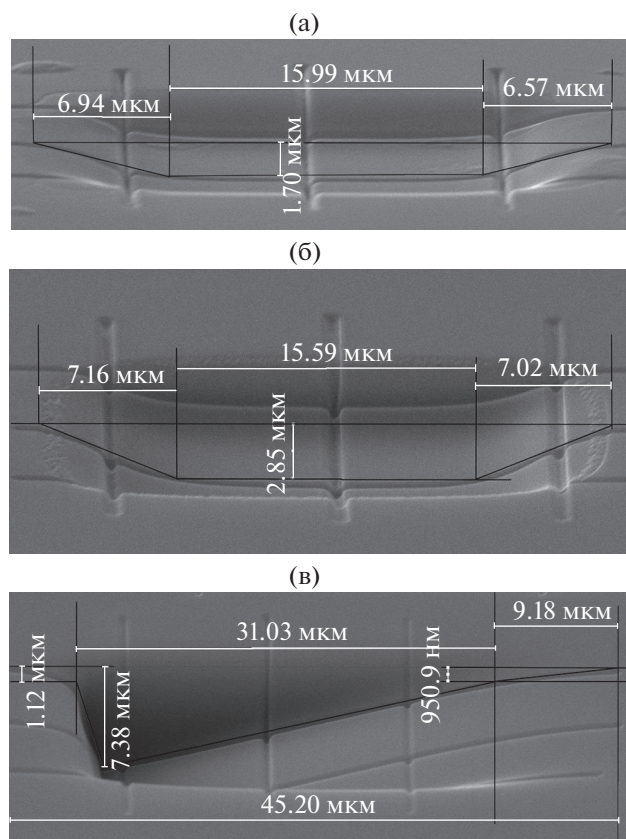 (а)
15.99 мкм
6.94 мкм
6.57 мкм
1.70 мкм
(б)
15.59 мкм
7.16 мкм
7.02 мкм
2.85 мкм
(в)
9.18 мкм
31.03 мкм
1.12 мкм
7.38 мкм
950.9 нм
45.20 мкм